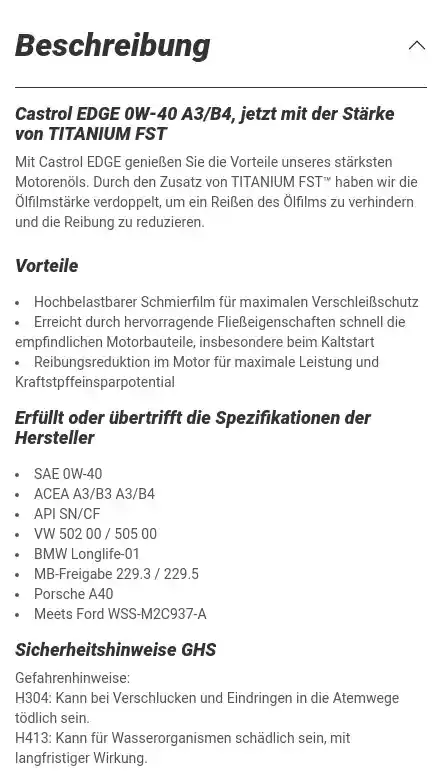 Beschreibung
Castrol EDGE 0W-40 A3/B4, jetzt mit der Stärke
von TITANIUM FST
Mit Castrol EDGE genießen Sie die Vorteile unseres stärksten
Motorenöls. Durch den Zusatz von TITANIUM FST™ haben wir die
Ölfilmstärke verdoppelt, um ein Reißen des Ölfilms zu verhindern
und die Reibung zu reduzieren.
Vorteile
• Hochbelastbarer Schmierfilm für maximalen Verschleißschutz
• Erreicht durch hervorragende Fließeigenschaften schnell die
empfindlichen Motorbauteile, insbesondere beim Kaltstart
• Reibungsreduktion im Motor für maximale Leistung und
Kraftstpffeinsparpotential
Erfüllt oder übertrifft die Spezifikationen der
Hersteller
• SAE 0W-40
• ACEA A3/B3 A3/B4
• API SN/CF
• VW 502 00 / 505 00
• BMW Longlife-01
• MB-Freigabe 229.3 / 229.5
• Porsche A40
• Meets Ford WSS-M2C937-A
Sicherheitshinweise GHS
Gefahrenhinweise:
H304: Kann bei Verschlucken und Eindringen in die Atemwege
tödlich sein.
H413: Kann für Wasserorganismen schädlich sein, mit
langfristiger Wirkung.